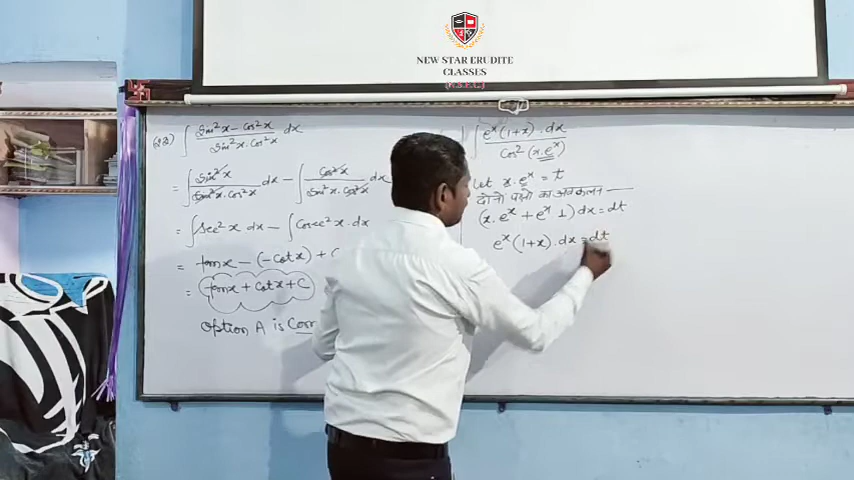 NEW STAR ERUDITE
CLASSES
(22) ∫ Sin²x - Cos²x / Sin²x·Cos²x dx
= ∫ Sin²x / Sin²x·Cos²x dx - ∫ Cos²x / Sin²x·Cos²x dx
= ∫ Sec²x dx - ∫ Cosec²x·dx
= tanx - (-Cotx) + C
= tanx + Cotx + C
Option A is Corr
∫ eˣ(1+x)·dx / Cos²(x·eˣ)
Let x·eˣ = t
दोनो पक्षो का अवकलन
(x·eˣ + eˣ·1)dx = dt
eˣ(1+x)·dx = dt